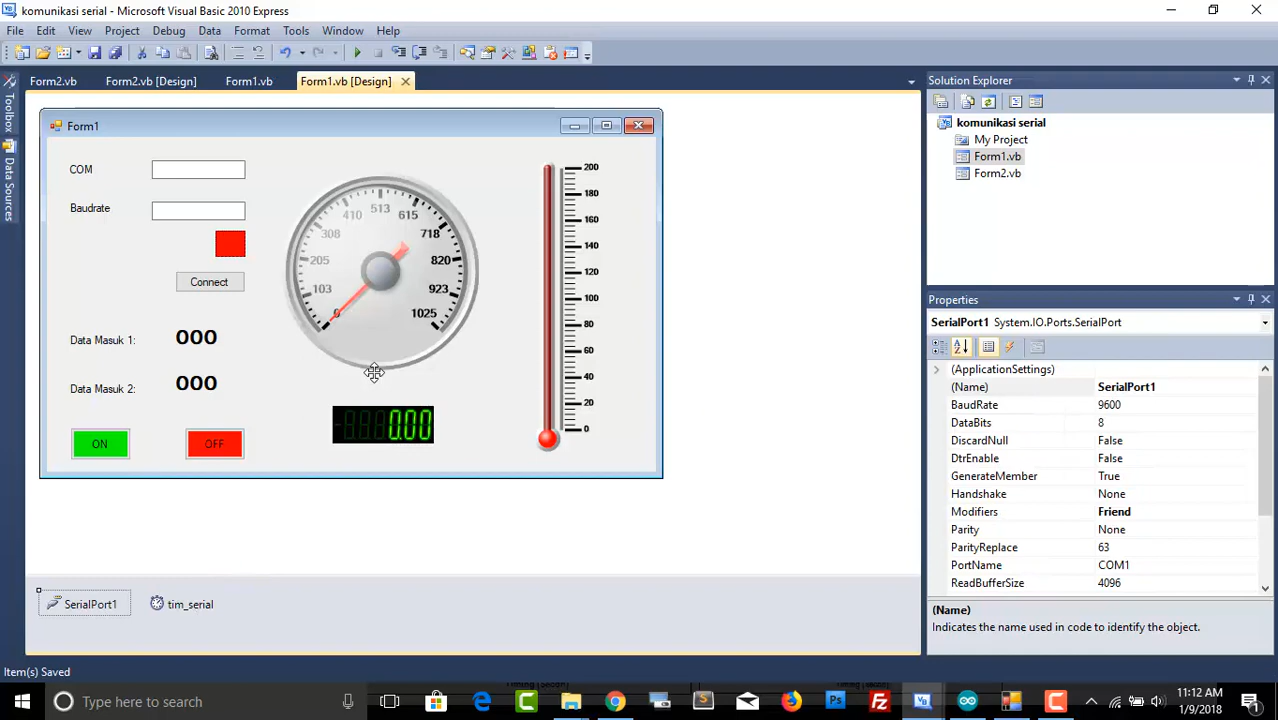 komunikasi serial - Microsoft Visual Basic 2010 Express
File Edit View Project Debug Data Format Tools Window Help
Form2.vb Form2.vb [Design] Form1.vb Form1.vb [Design]
Toolbox
Data Sources
Form1
COM
Baudrate
Connect
Data Masuk 1: 000
Data Masuk 2: 000
ON OFF
0
103
205
308
410
513
615
718
820
923
1025
0.00
200
180
160
140
120
100
80
60
40
20
0
SerialPort1 tim_serial
Solution Explorer
komunikasi serial
My Project
Form1.vb
Form2.vb
Properties
SerialPort1 System.IO.Ports.SerialPort
(ApplicationSettings)
(Name) SerialPort1
BaudRate 9600
DataBits 8
DiscardNull False
DtrEnable False
GenerateMember True
Handshake None
Modifiers Friend
Parity None
ParityReplace 63
PortName COM1
ReadBufferSize 4096
(Name)
Indicates the name used in code to identify the object.
Item(s) Saved
Type here to search
11:12 AM
1/9/2018